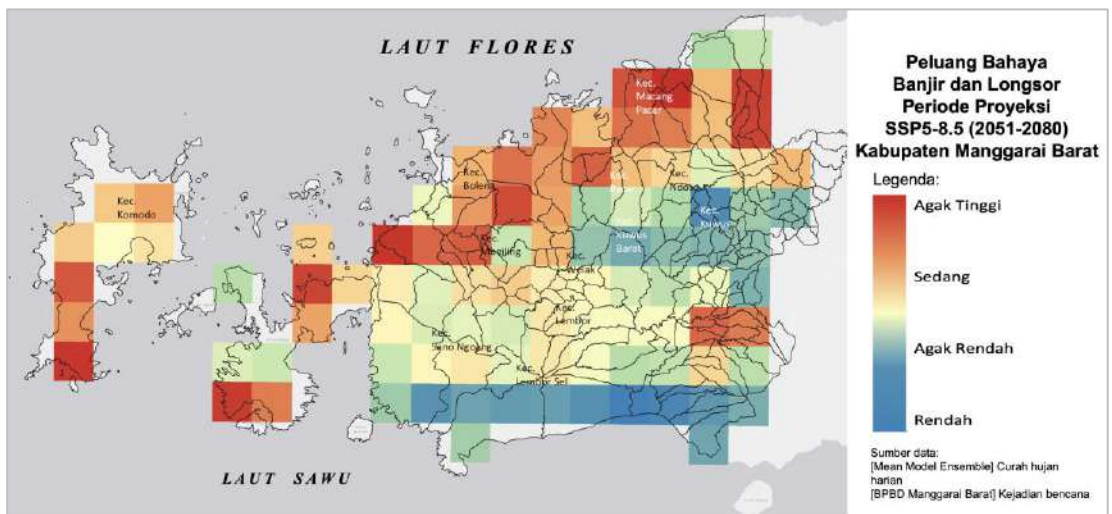 LAUT FLORES
Kec.
Macang
Pacar
Kec.
Boleng
Kec.
Ndoso
Kec.
Kec.
Komodo
Kec.
Kuwus
Kuwus
Barat
Kec.
Mbeliling
Kec.
Welak
Kec.
Lembor
Kec.
Sano Nggoang
Kec.
Lembor Sel
LAUT SAWU
Peluang Bahaya
Banjir dan Longsor
Periode Proyeksi
SSP5-8.5 (2051-2080)
Kabupaten Manggarai Barat
Legenda:
Agak Tinggi
Sedang
Agak Rendah
Rendah
Sumber data:
[Mean Model Ensemble] Curah hujan
harian
[BPBD Manggarai Barat] Kejadian bencana